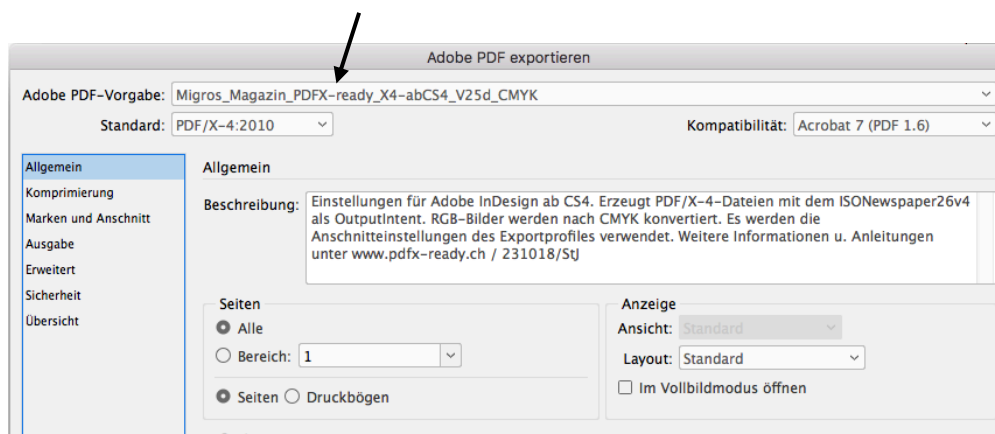 Adobe PDF exportieren
Adobe PDF-Vorgabe: Migros_Magazin_PDFX-ready_X4-abCS4_V25d_CMYK
Standard: PDF/X-4:2010 Kompatibilität: Acrobat 7 (PDF 1.6)
Allgemein
Komprimierung
Marken und Anschnitt
Ausgabe
Erweitert
Sicherheit
Übersicht
Allgemein
Beschreibung: Einstellungen für Adobe InDesign ab CS4. Erzeugt PDF/X-4-Dateien mit dem ISONewspaper26v4
als OutputIntent. RGB-Bilder werden nach CMYK konvertiert. Es werden die
Anschnitteinstellungen des Exportprofiles verwendet. Weitere Informationen u. Anleitungen
unter www.pdfx-ready.ch / 231018/StJ
Seiten
Alle
Bereich: 1
Seiten Druckbögen
Anzeige
Ansicht: Standard
Layout: Standard
Im Vollbildmodus öffnen